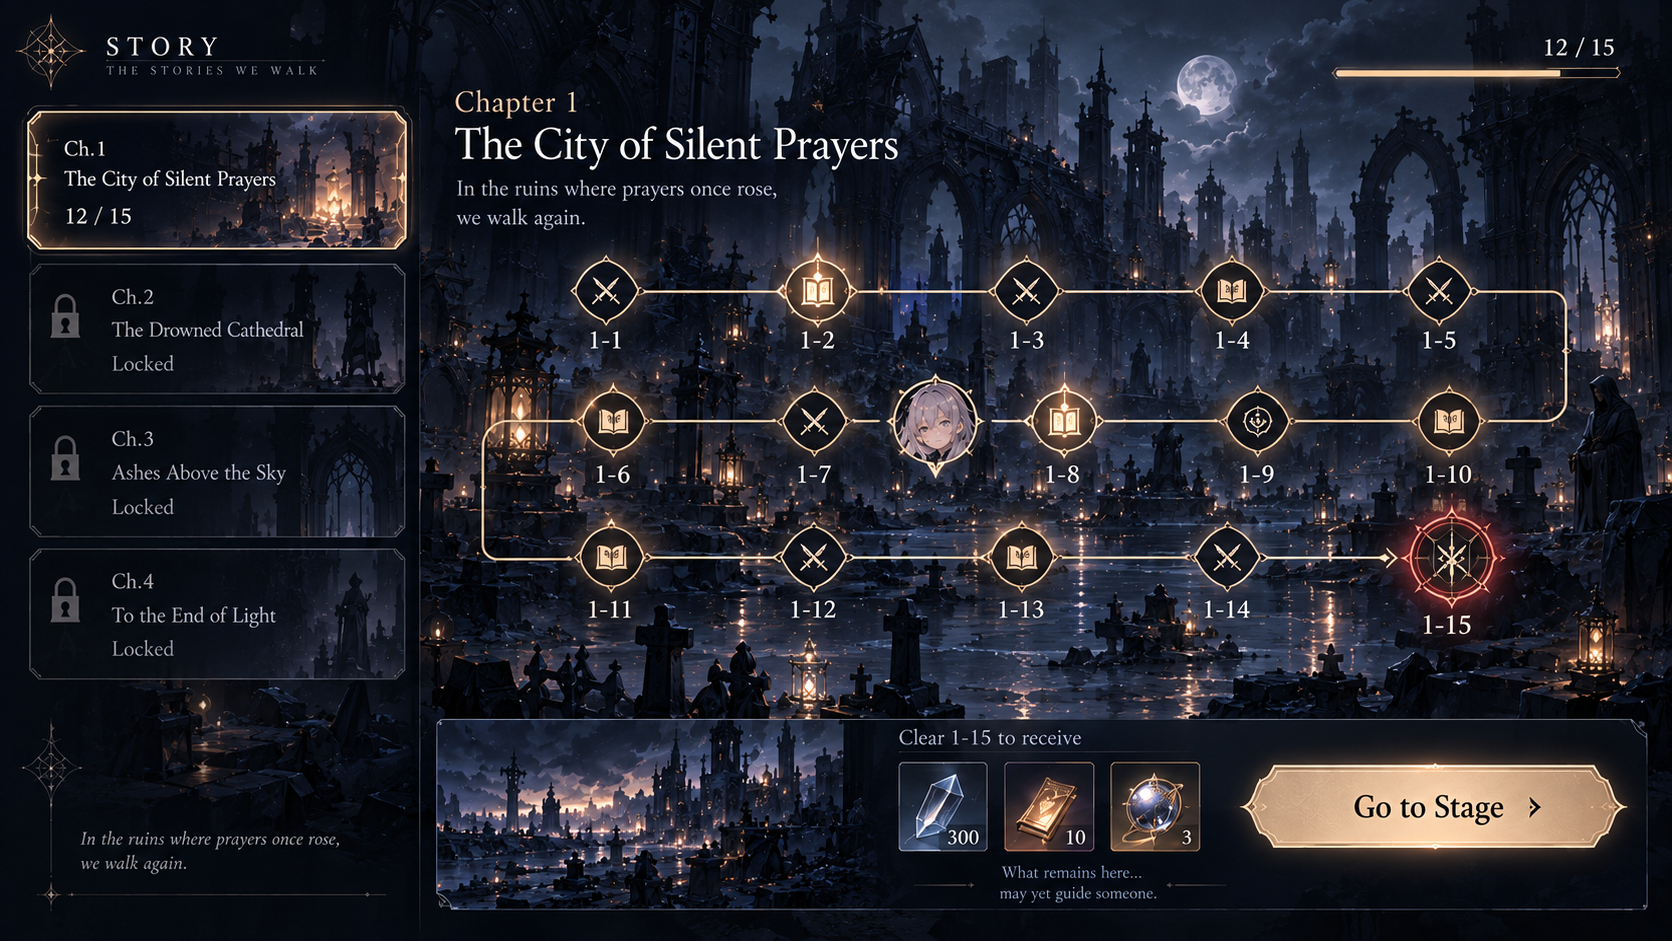 STORY
THE STORIES WE WALK
12 / 15
Ch.1
The City of Silent Prayers
12 / 15
Ch.2
The Drowned Cathedral
Locked
Ch.3
Ashes Above the Sky
Locked
Ch.4
To the End of Light
Locked
In the ruins where prayers once rose,
we walk again.
Chapter 1
The City of Silent Prayers
In the ruins where prayers once rose,
we walk again.
1-1
1-2
1-3
1-4
1-5
1-6
1-7
1-8
1-9
1-10
1-11
1-12
1-13
1-14
1-15
Clear 1-15 to receive
300
10
3
What remains here...
may yet guide someone.
Go to Stage